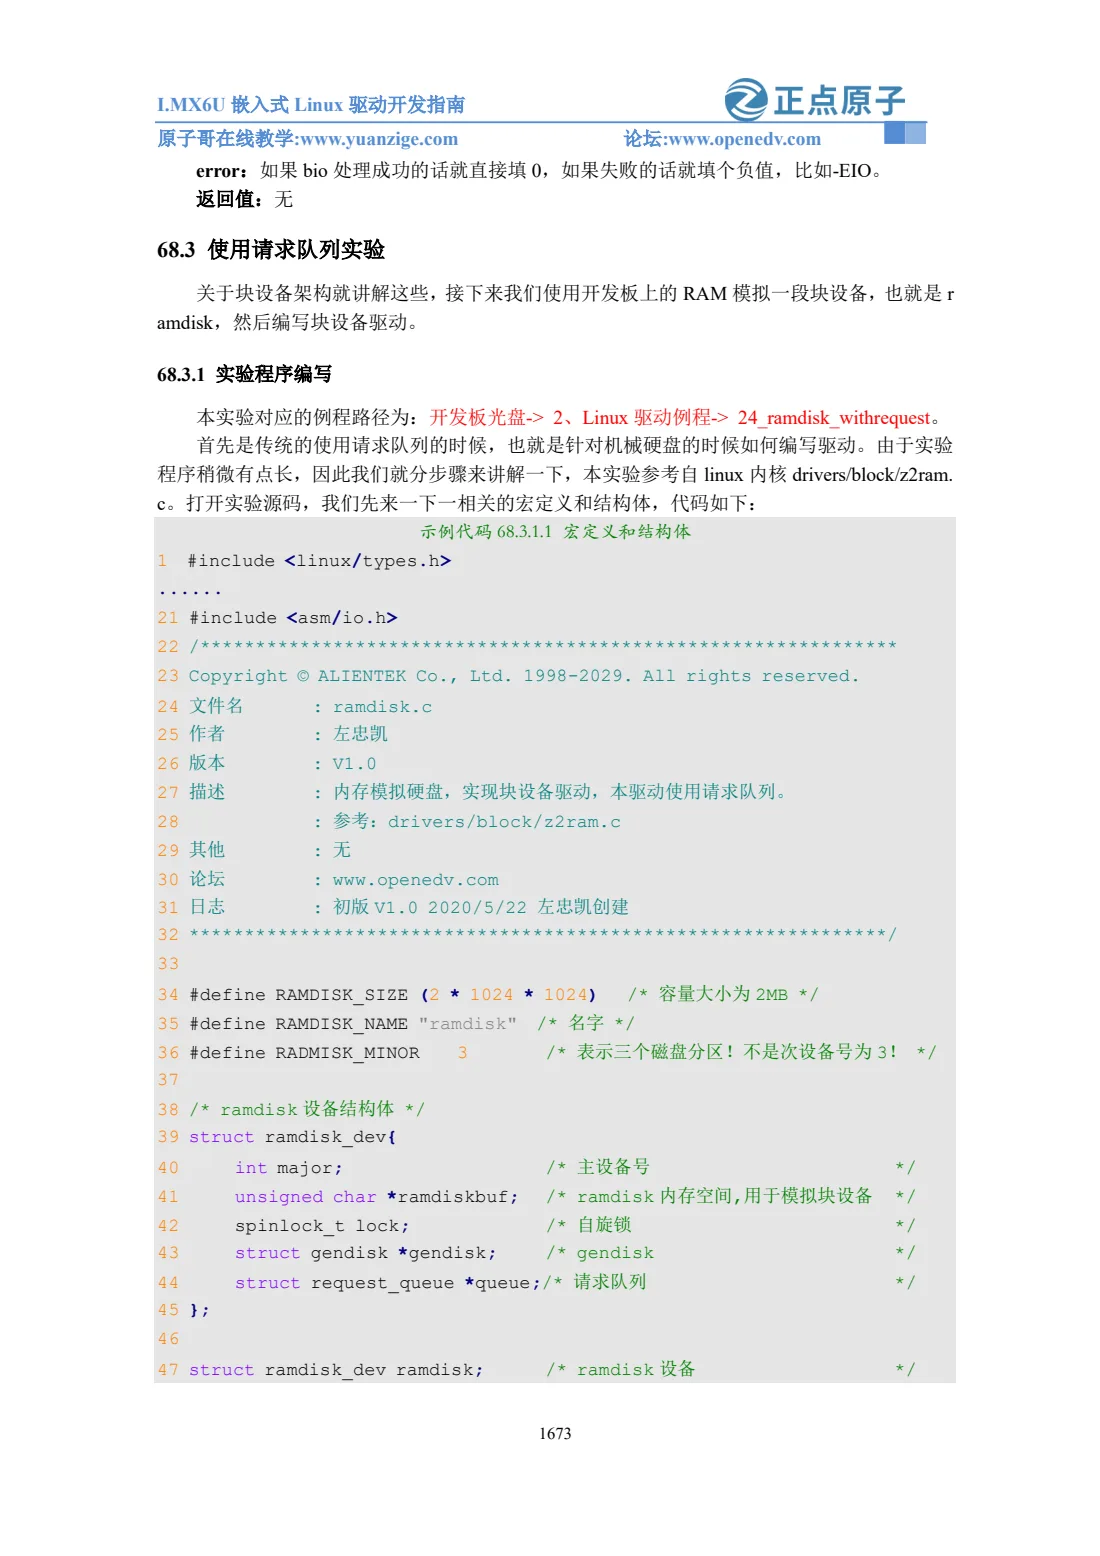 I.MX6U 嵌入式 Linux 驱动开发指南
正点原子
原子哥在线教学:www.yuanzige.com 论坛:www.openedv.com
error：如果 bio 处理成功的话就直接填 0，如果失败的话就填个负值，比如-EIO。
返回值：无
68.3 使用请求队列实验
关于块设备架构就讲解这些，接下来我们使用开发板上的 RAM 模拟一段块设备，也就是 r
amdisk，然后编写块设备驱动。
68.3.1 实验程序编写
本实验对应的例程路径为：开发板光盘-> 2、Linux 驱动例程-> 24_ramdisk_withrequest。
首先是传统的使用请求队列的时候，也就是针对机械硬盘的时候如何编写驱动。由于实验
程序稍微有点长，因此我们就分步骤来讲解一下，本实验参考自 linux 内核 drivers/block/z2ram.
c。打开实验源码，我们先来一下一相关的宏定义和结构体，代码如下：
示例代码 68.3.1.1 宏定义和结构体
1 #include <linux/types.h>
......
21 #include <asm/io.h>
22 /***************************************************************
23 Copyright © ALIENTEK Co., Ltd. 1998-2029. All rights reserved.
24 文件名 : ramdisk.c
25 作者 : 左忠凯
26 版本 : V1.0
27 描述 : 内存模拟硬盘，实现块设备驱动，本驱动使用请求队列。
28 : 参考：drivers/block/z2ram.c
29 其他 : 无
30 论坛 : www.openedv.com
31 日志 : 初版 V1.0 2020/5/22 左忠凯创建
32 ***************************************************************/
33
34 #define RAMDISK_SIZE (2 * 1024 * 1024) /* 容量大小为 2MB */
35 #define RAMDISK_NAME "ramdisk" /* 名字 */
36 #define RADMISK_MINOR 3 /* 表示三个磁盘分区！不是次设备号为 3！ */
37
38 /* ramdisk 设备结构体 */
39 struct ramdisk_dev{
40 int major; /* 主设备号 */
41 unsigned char *ramdiskbuf; /* ramdisk 内存空间,用于模拟块设备 */
42 spinlock_t lock; /* 自旋锁 */
43 struct gendisk *gendisk; /* gendisk */
44 struct request_queue *queue;/* 请求队列 */
45 };
46
47 struct ramdisk_dev ramdisk; /* ramdisk 设备 */
1673